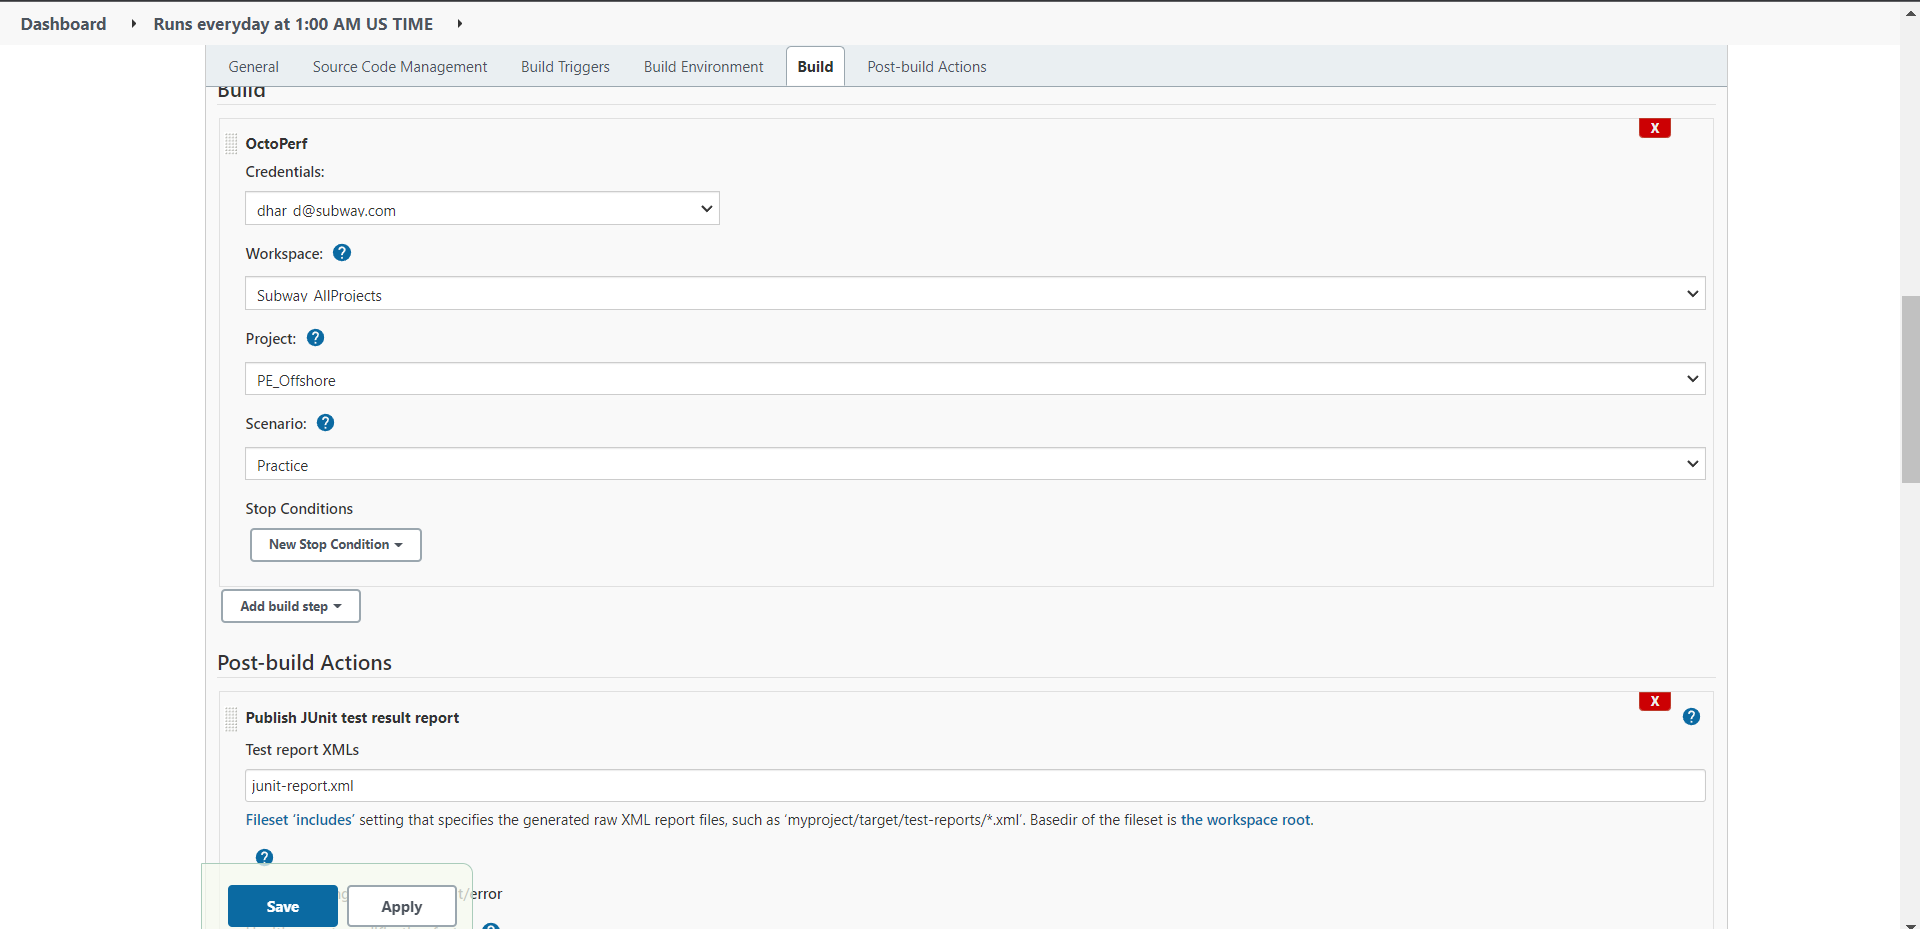 Dashboard Runs everyday at 1:00 AM US TIME
General Source Code Management Build Triggers Build Environment Build Post-build Actions
Build
X
OctoPerf
Credentials:
dhar_d@subway.com
Workspace: ?
Subway_AllProjects
Project: ?
PE_Offshore
Scenario: ?
Practice
Stop Conditions
New Stop Condition
Add build step
Post-build Actions
X
Publish JUnit test result report ?
Test report XMLs
junit-report.xml
Fileset ‘includes’ setting that specifies the generated raw XML report files, such as ‘myproject/target/test-reports/*.xml’. Basedir of the fileset is the workspace root.
?
t/error
Save Apply